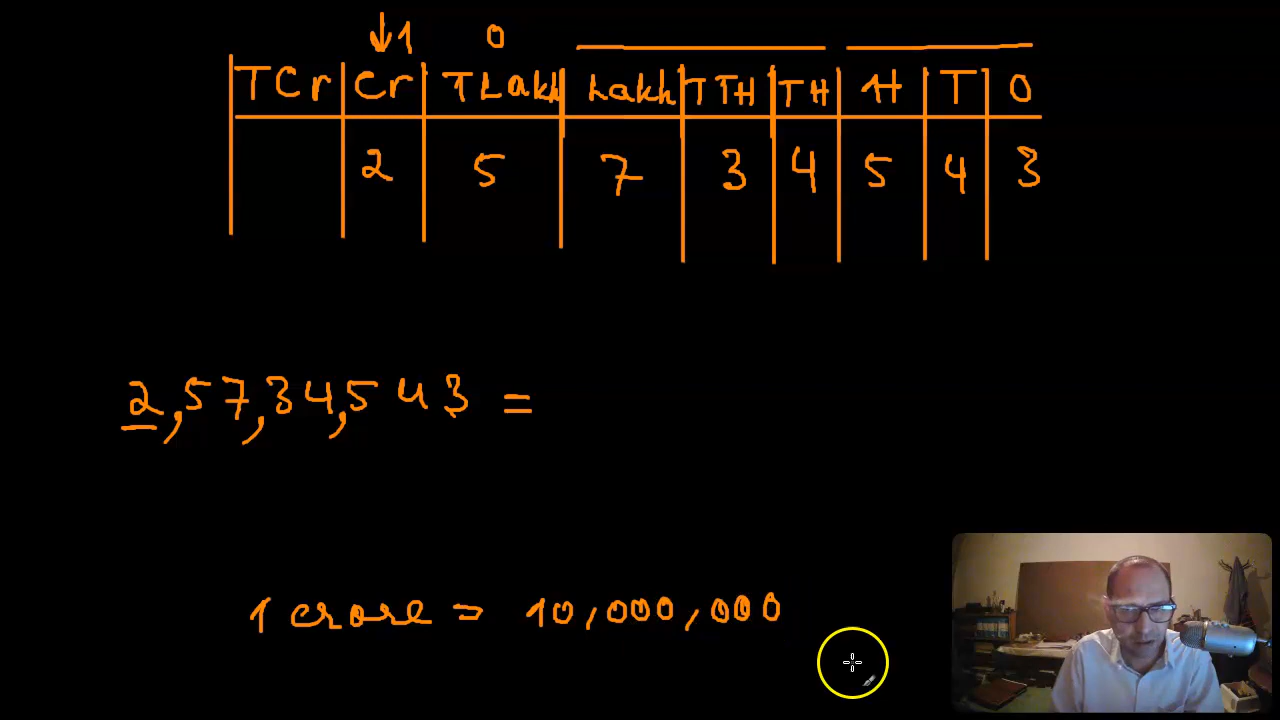 ↓1 0
TCr Cr TLakh Lakh TTH TH H T O
2 5 7 3 4 5 4 3
2,57,34,543 =
1 crore = 10,000,000